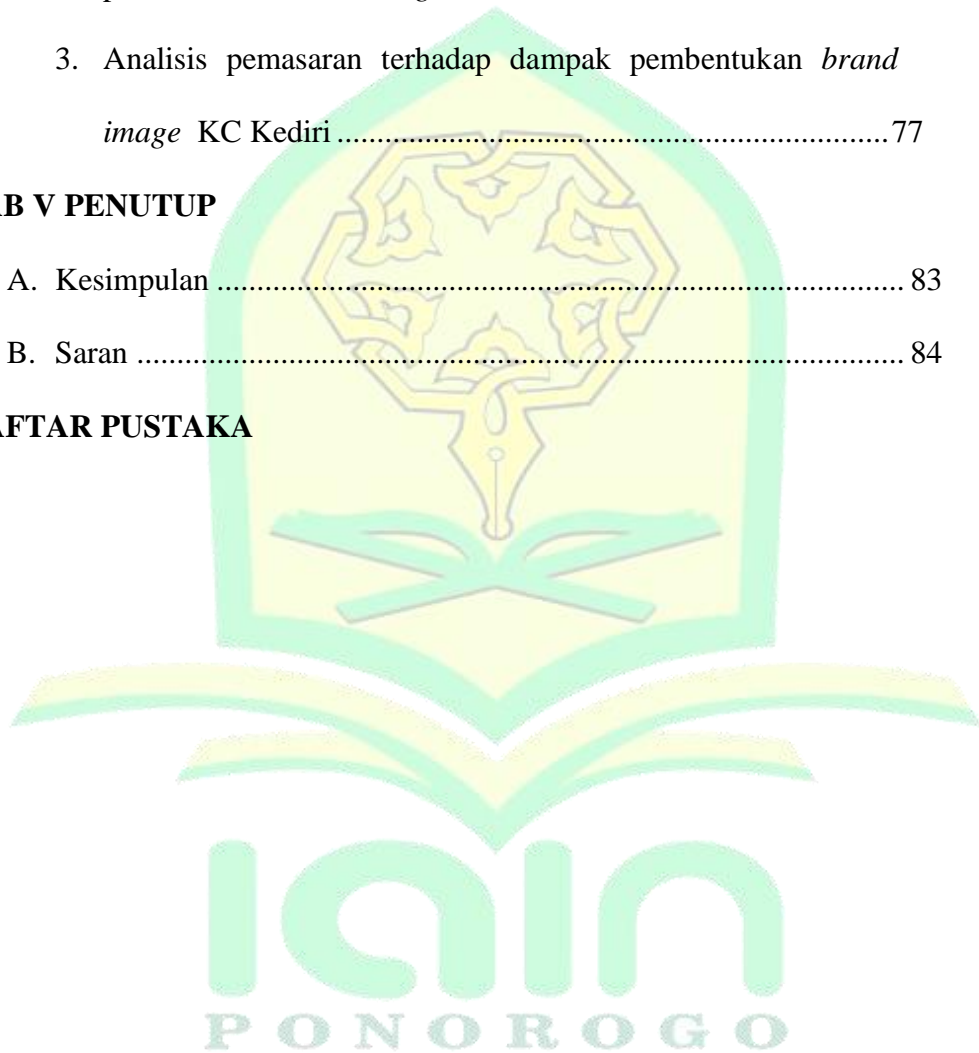 3. Analisis pemasaran terhadap dampak pembentukan brand
image KC Kediri ................................................................... 77
AB V PENUTUP
A. Kesimpulan .................................................................................... 83
B. Saran .............................................................................................. 84
AFTAR PUSTAKA
iain
PONOROGO